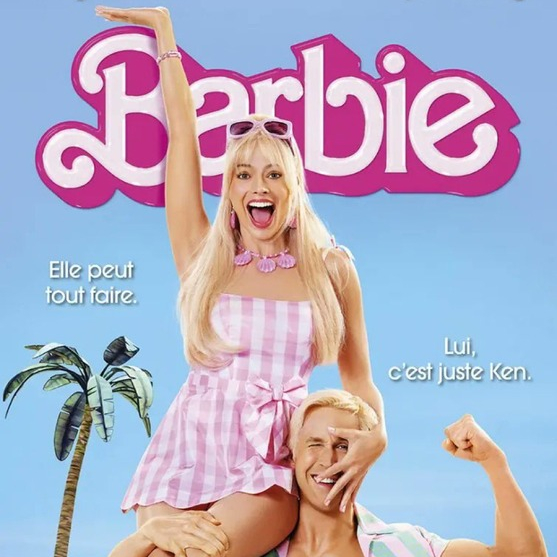 Barbie
Elle peut
tout faire.
Lui,
c'est juste Ken.